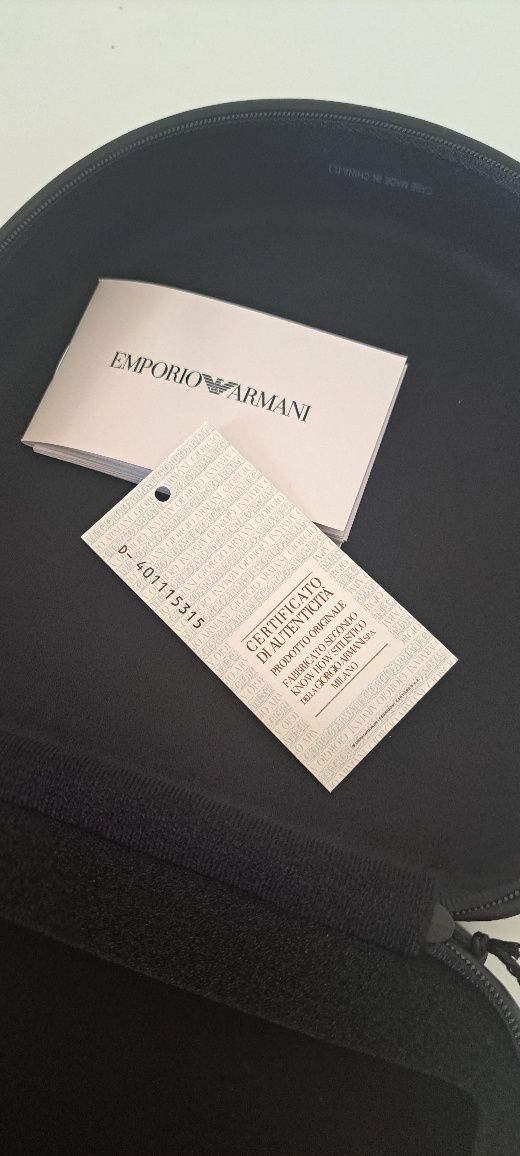 CASE MADE IN CHINA (L)
EMPORIO ARMANI
D- 401115315
CERTIFICATO
DI AUTENTICITÀ
PRODOTTO ORIGINALE
FABBRICATO SECONDO
KNOW HOW STILISTICO
DELLA GIORGIO ARMANI SPA
MILANO